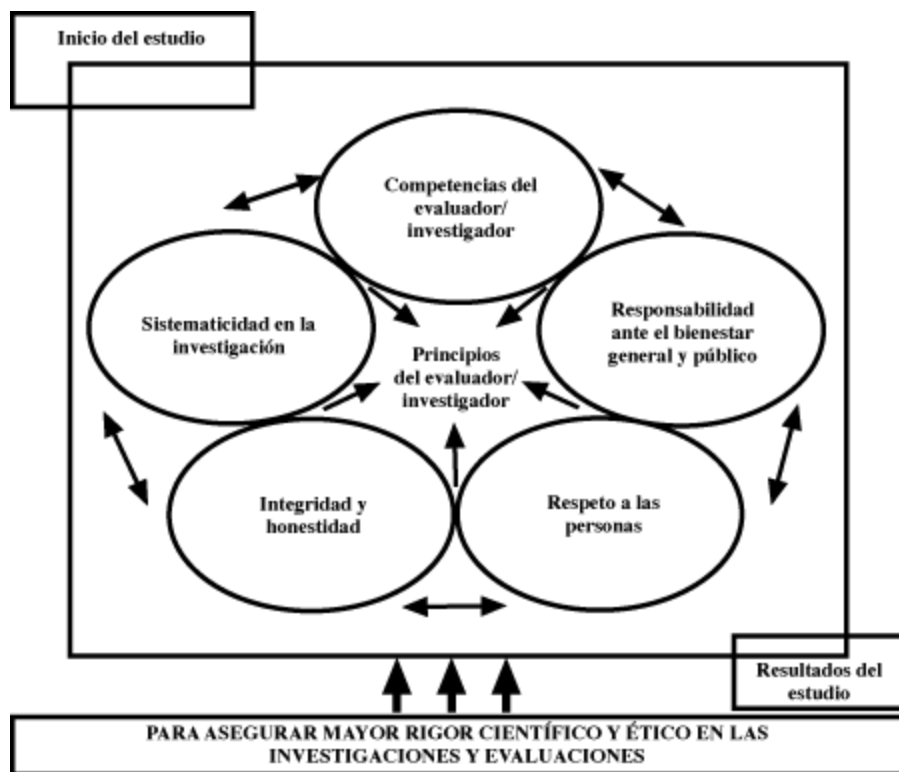 Inicio del estudio
Competencias del
evaluador/
investigador
Sistematicidad en la
investigación
Responsabilidad
ante el bienestar
general y público
Principios
del evaluador/
investigador
Integridad y
honestidad
Respeto a las
personas
Resultados del
estudio
PARA ASEGURAR MAYOR RIGOR CIENTÍFICO Y ÉTICO EN LAS
INVESTIGACIONES Y EVALUACIONES